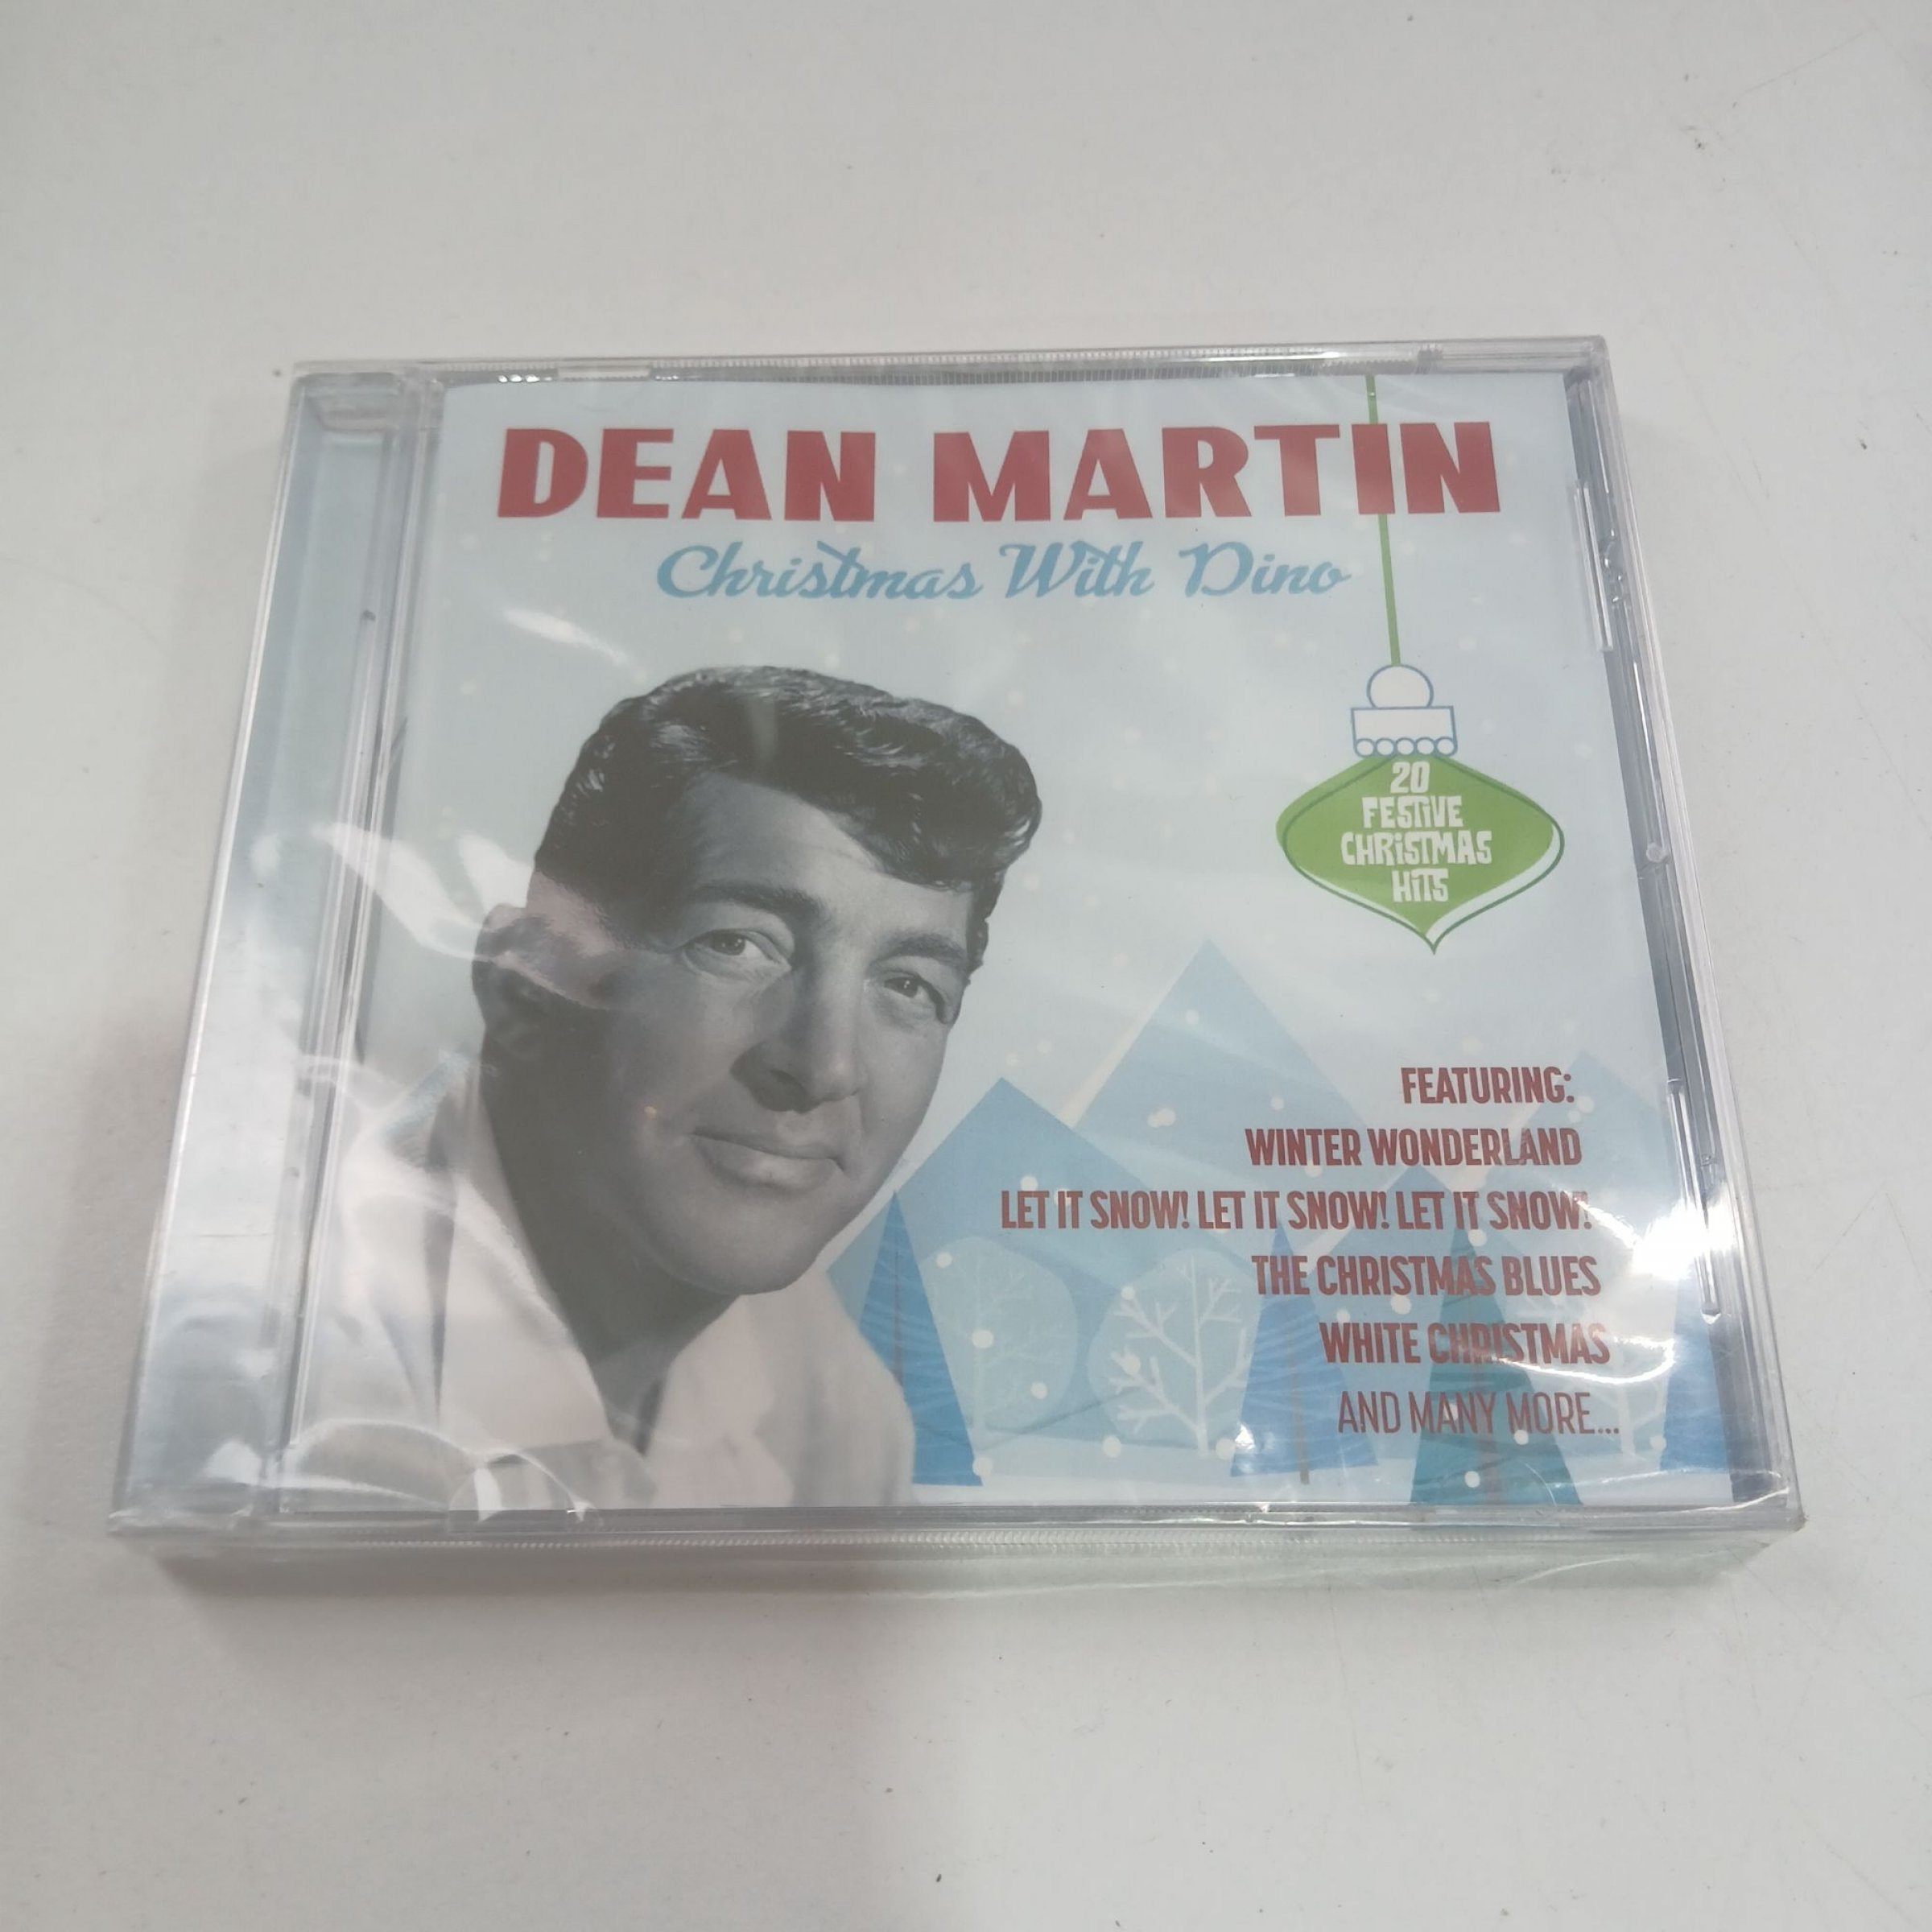 DEAN MARTIN
Christmas With Dino
20
FESTIVE
CHRISTMAS
HITS
FEATURING:
WINTER WONDERLAND
LET IT SNOW! LET IT SNOW! LET IT SNOW!
THE CHRISTMAS BLUES
WHITE CHRISTMAS
AND MANY MORE...